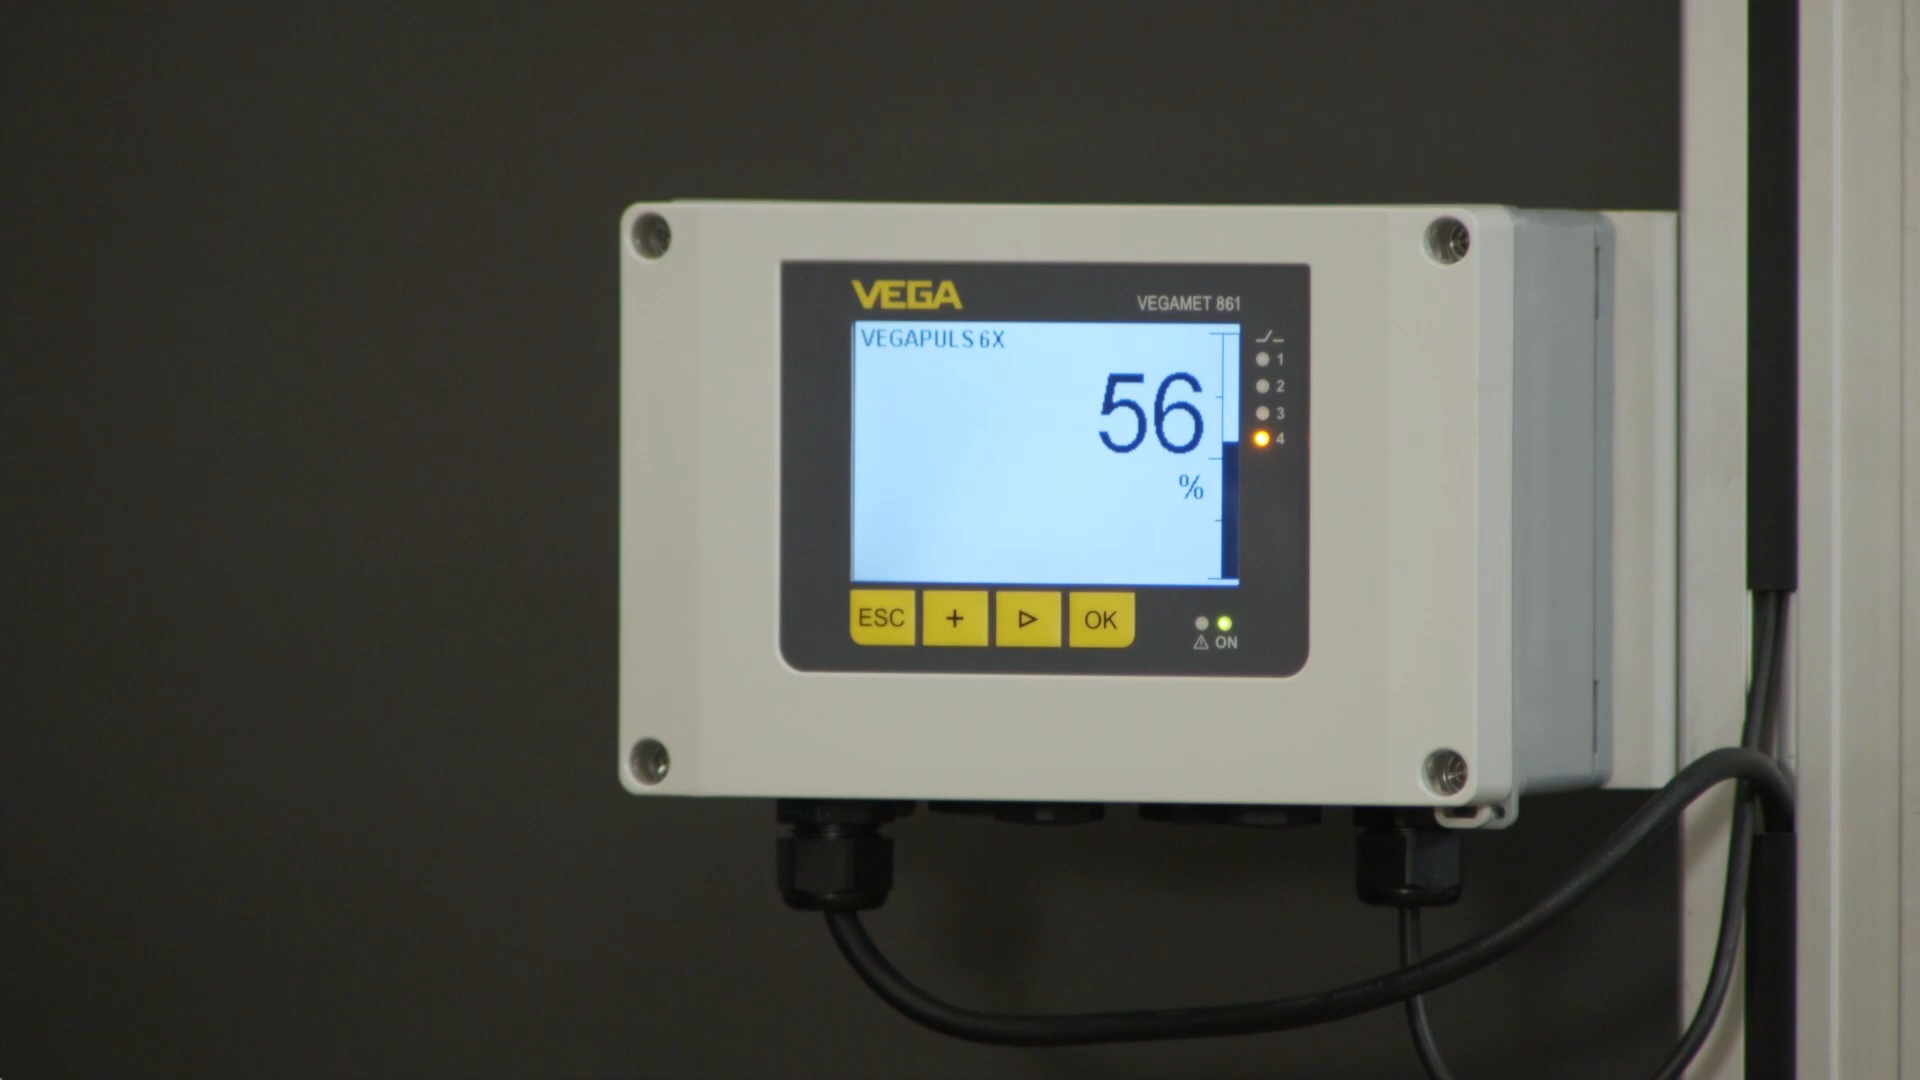 VEGA
VEGAMET 861
VEGAPULS 6X
56
%
1
2
3
4
ESC + ▷ OK
⚠ ON